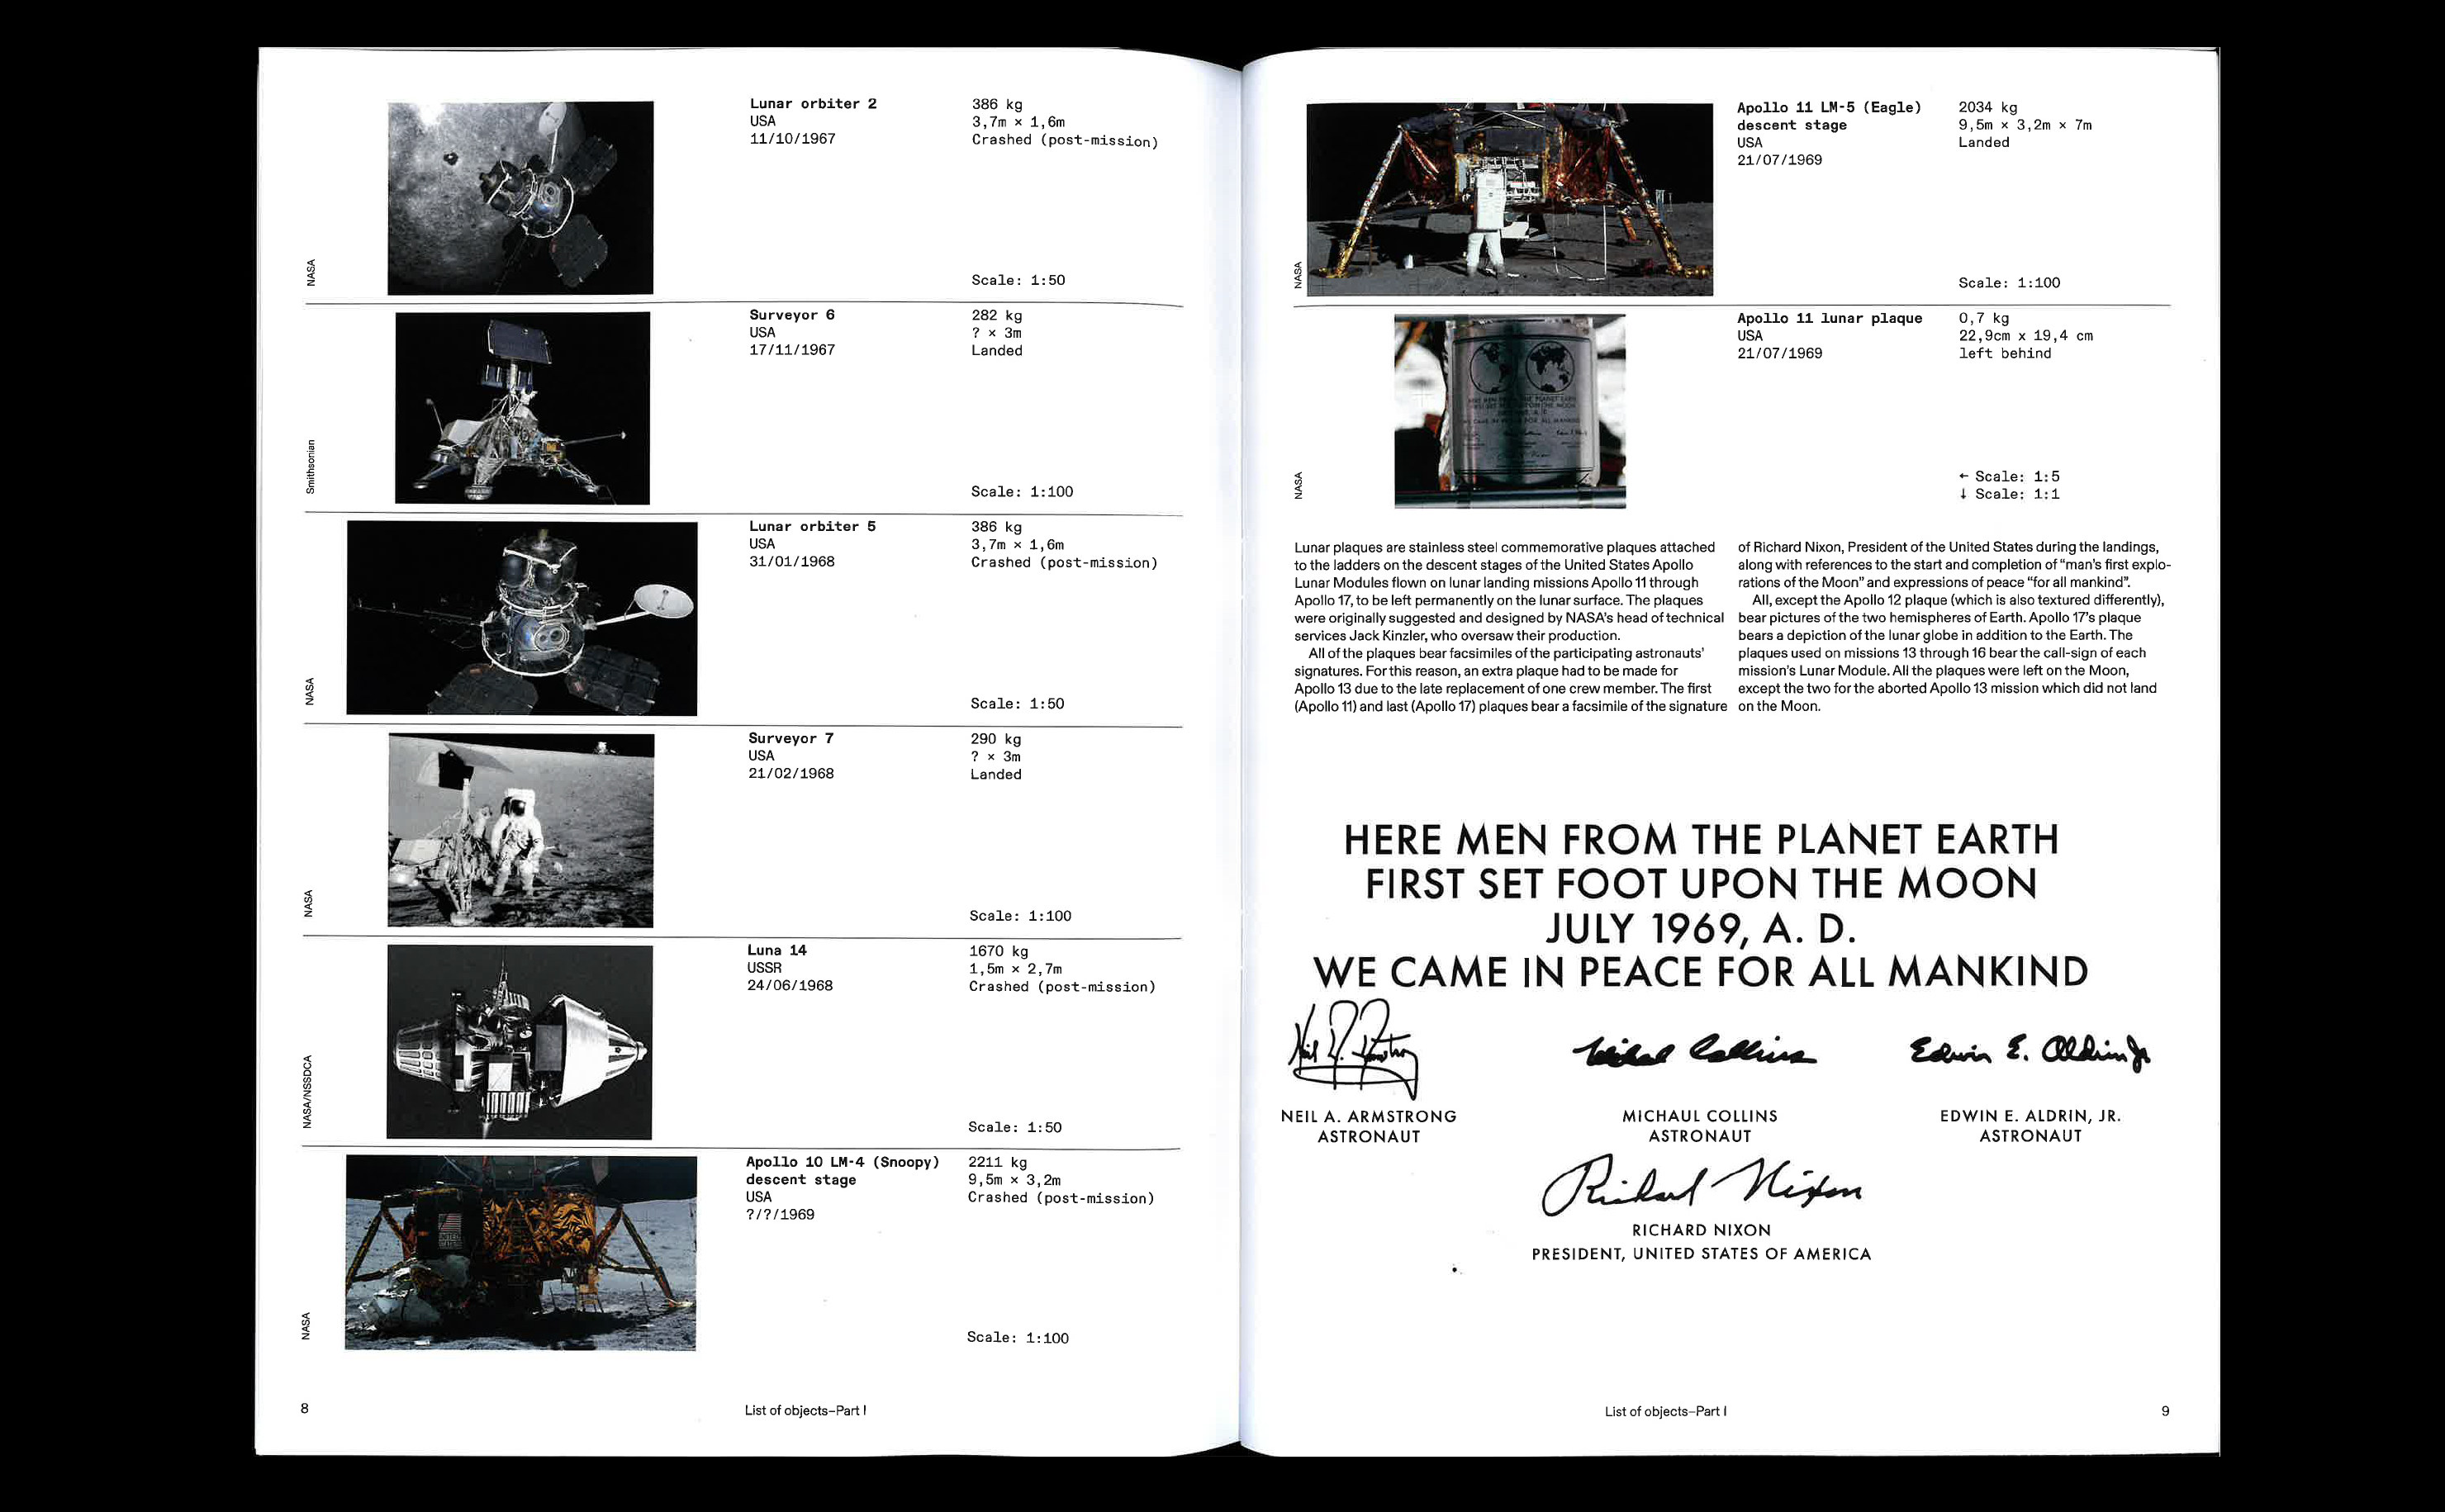 Lunar orbiter 2
USA
11/10/1967
386 kg
3,7m × 1,6m
Crashed (post-mission)
Scale: 1:50
NASA
Surveyor 6
USA
17/11/1967
282 kg
? × 3m
Landed
Scale: 1:100
Smithsonian
Lunar orbiter 5
USA
31/01/1968
386 kg
3,7m × 1,6m
Crashed (post-mission)
Scale: 1:50
NASA
Surveyor 7
USA
21/02/1968
290 kg
? × 3m
Landed
Scale: 1:100
NASA
Luna 14
USSR
24/06/1968
1670 kg
1,5m × 2,7m
Crashed (post-mission)
Scale: 1:50
NASA/NSSDCA
Apollo 10 LM-4 (Snoopy)
descent stage
USA
?/?/1969
2211 kg
9,5m × 3,2m
Crashed (post-mission)
Scale: 1:100
NASA
8
List of objects–Part I
Apollo 11 LM-5 (Eagle)
descent stage
USA
21/07/1969
2034 kg
9,5m × 3,2m × 7m
Landed
Scale: 1:100
NASA
Apollo 11 lunar plaque
USA
21/07/1969
0,7 kg
22,9cm x 19,4 cm
left behind
← Scale: 1:5
↓ Scale: 1:1
NASA
Lunar plaques are stainless steel commemorative plaques attached
to the ladders on the descent stages of the United States Apollo
Lunar Modules flown on lunar landing missions Apollo 11 through
Apollo 17, to be left permanently on the lunar surface. The plaques
were originally suggested and designed by NASA's head of technical
services Jack Kinzler, who oversaw their production.
All of the plaques bear facsimiles of the participating astronauts'
signatures. For this reason, an extra plaque had to be made for
Apollo 13 due to the late replacement of one crew member. The first
(Apollo 11) and last (Apollo 17) plaques bear a facsimile of the signature
of Richard Nixon, President of the United States during the landings,
along with references to the start and completion of “man's first explo-
rations of the Moon” and expressions of peace “for all mankind”.
All, except the Apollo 12 plaque (which is also textured differently),
bear pictures of the two hemispheres of Earth. Apollo 17's plaque
bears a depiction of the lunar globe in addition to the Earth. The
plaques used on missions 13 through 16 bear the call-sign of each
mission's Lunar Module. All the plaques were left on the Moon,
except the two for the aborted Apollo 13 mission which did not land
on the Moon.
HERE MEN FROM THE PLANET EARTH
FIRST SET FOOT UPON THE MOON
JULY 1969, A. D.
WE CAME IN PEACE FOR ALL MANKIND
Neil A. Armstrong
Michael Collins
Edwin E. Aldrin Jr
NEIL A. ARMSTRONG
ASTRONAUT
MICHAUL COLLINS
ASTRONAUT
EDWIN E. ALDRIN, JR.
ASTRONAUT
Richard Nixon
RICHARD NIXON
PRESIDENT, UNITED STATES OF AMERICA
List of objects–Part I
9